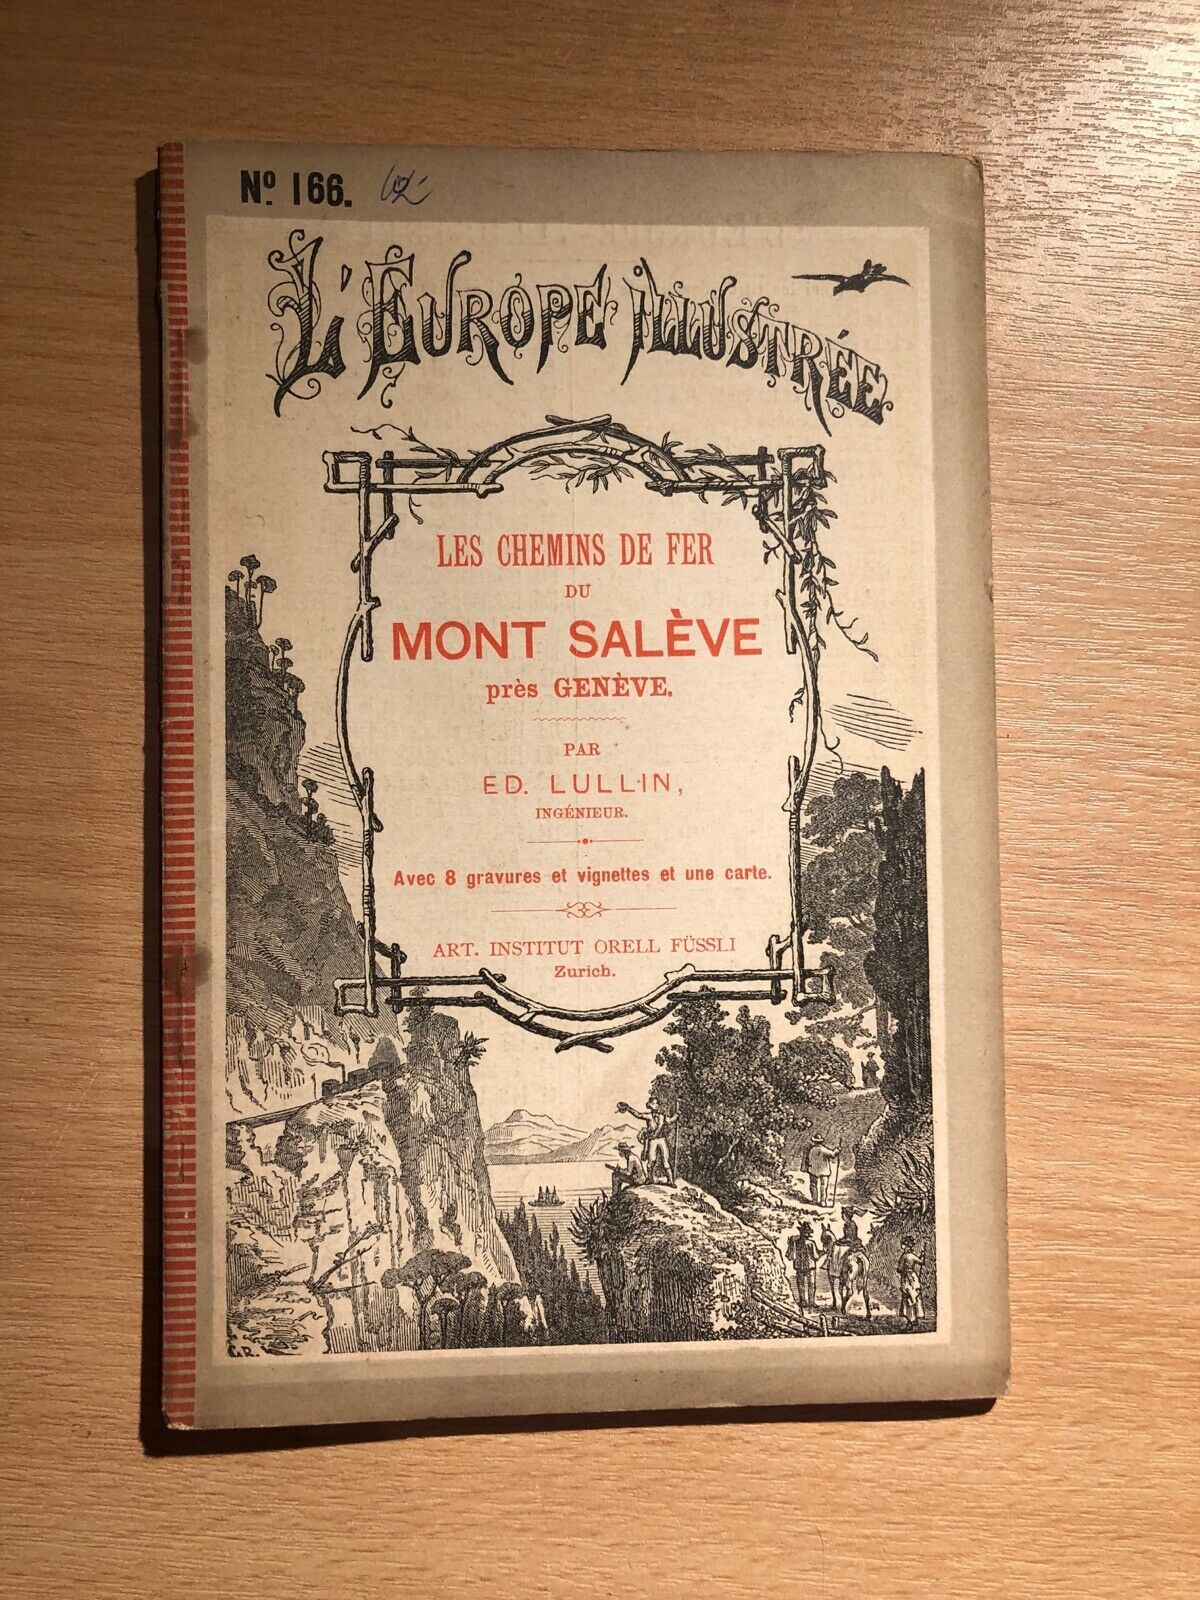 Nº 166.
L'EUROPE ILLUSTRÉE
LES CHEMINS DE FER
DU
MONT SALÈVE
près GENÈVE.
PAR
ED. LULLIN,
INGÉNIEUR.
Avec 8 gravures et vignettes et une carte.
ART. INSTITUT ORELL FÜSSLI
Zurich.